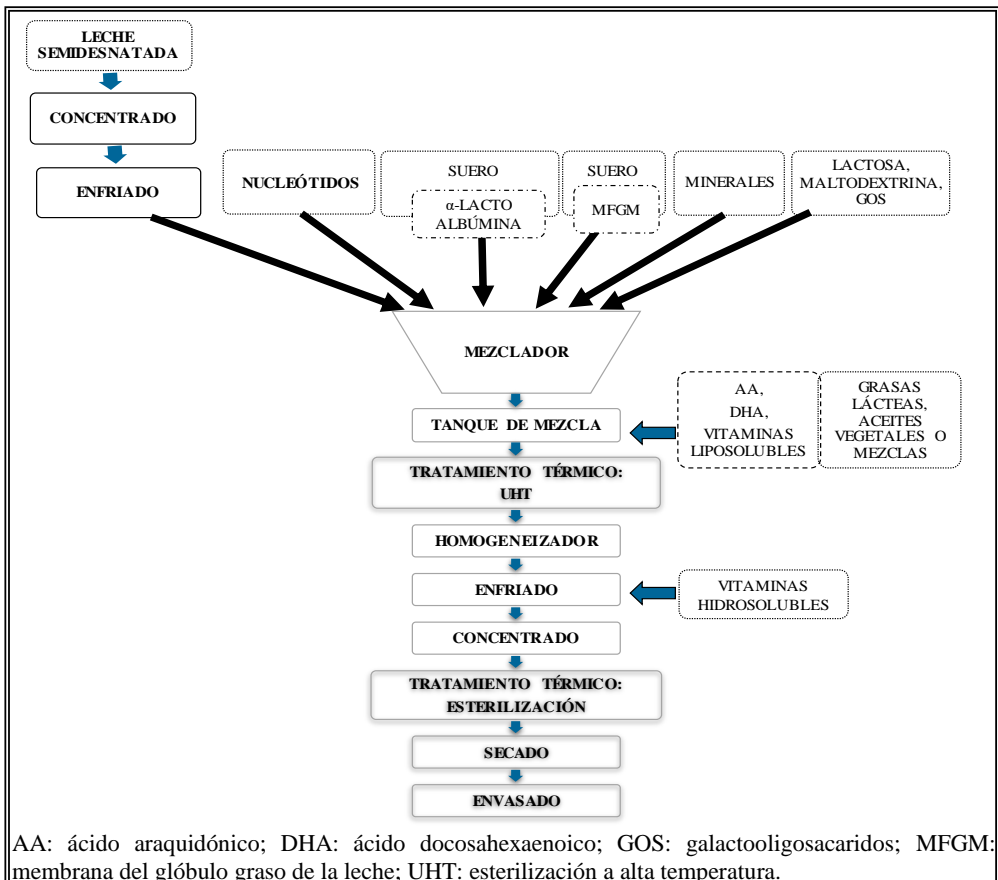 LECHE
SEMIDESNATADA
CONCENTRADO
ENFRIADO
NUCLEÓTIDOS
SUERO
α-LACTO
ALBÚMINA
SUERO
MFGM
MINERALES
LACTOSA,
MALTODEXTRINA,
GOS
MEZCLADOR
TANQUE DE MEZCLA
AA,
DHA,
VITAMINAS
LIPOSOLUBLES
GRASAS
LÁCTEAS,
ACEITES
VEGETALES O
MEZCLAS
TRATAMIENTO TÉRMICO:
UHT
HOMOGENEIZADOR
ENFRIADO
VITAMINAS
HIDROSOLUBLES
CONCENTRADO
TRATAMIENTO TÉRMICO:
ESTERILIZACIÓN
SECADO
ENVASADO
AA: ácido araquidónico; DHA: ácido docosahexaenoico; GOS: galactooligosacaridos; MFGM:
membrana del glóbulo graso de la leche; UHT: esterilización a alta temperatura.